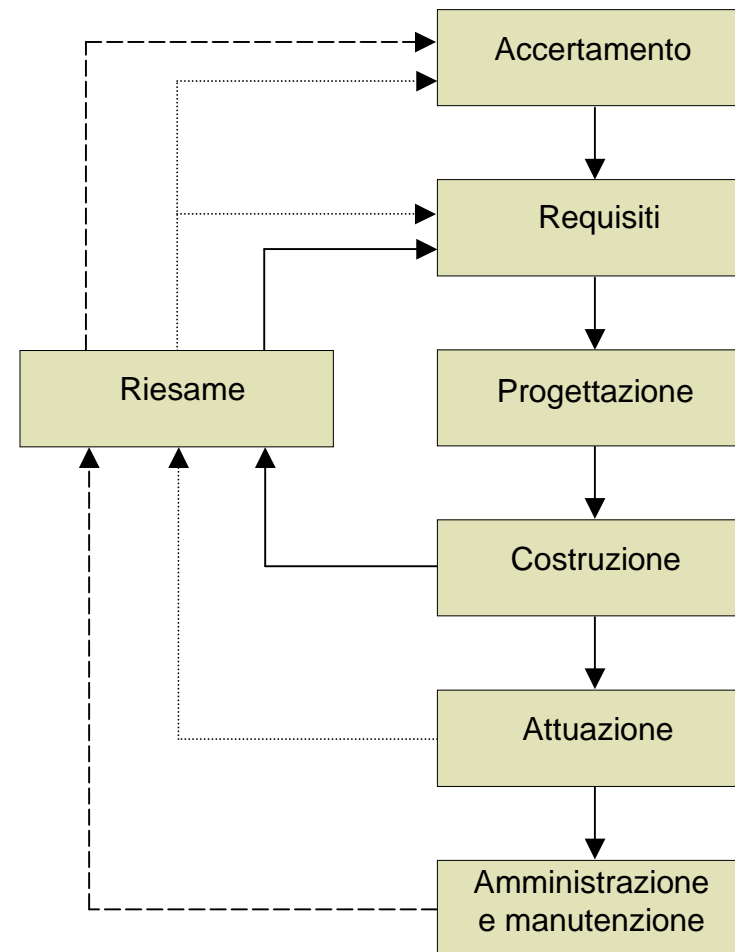 Accertamento
Requisiti
Riesame
Progettazione
Costruzione
Attuazione
Amministrazione
e manutenzione